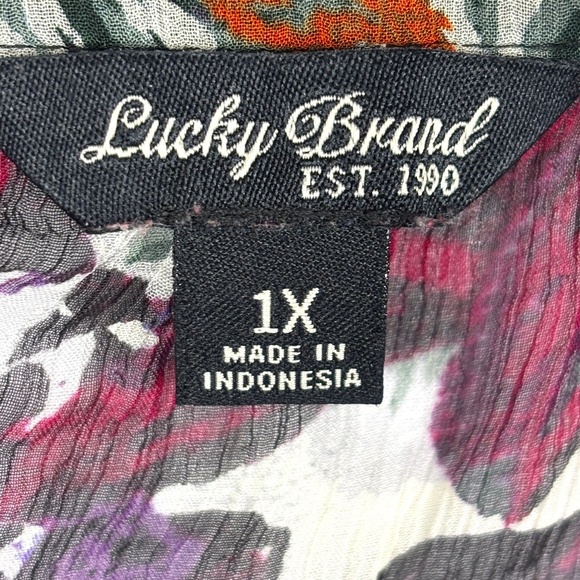 Lucky Brand
EST. 1990
1X
MADE IN
INDONESIA